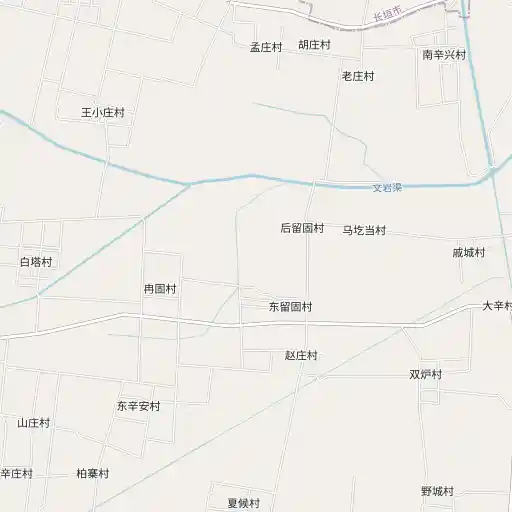 长垣市
胡庄村
孟庄村
南辛兴村
老庄村
王小庄村
文岩渠
后留固村
马圪当村
戚城村
白塔村
冉固村
东留固村
大辛村
赵庄村
双炉村
东辛安村
山庄村
辛庄村
柏寨村
野城村
夏候村